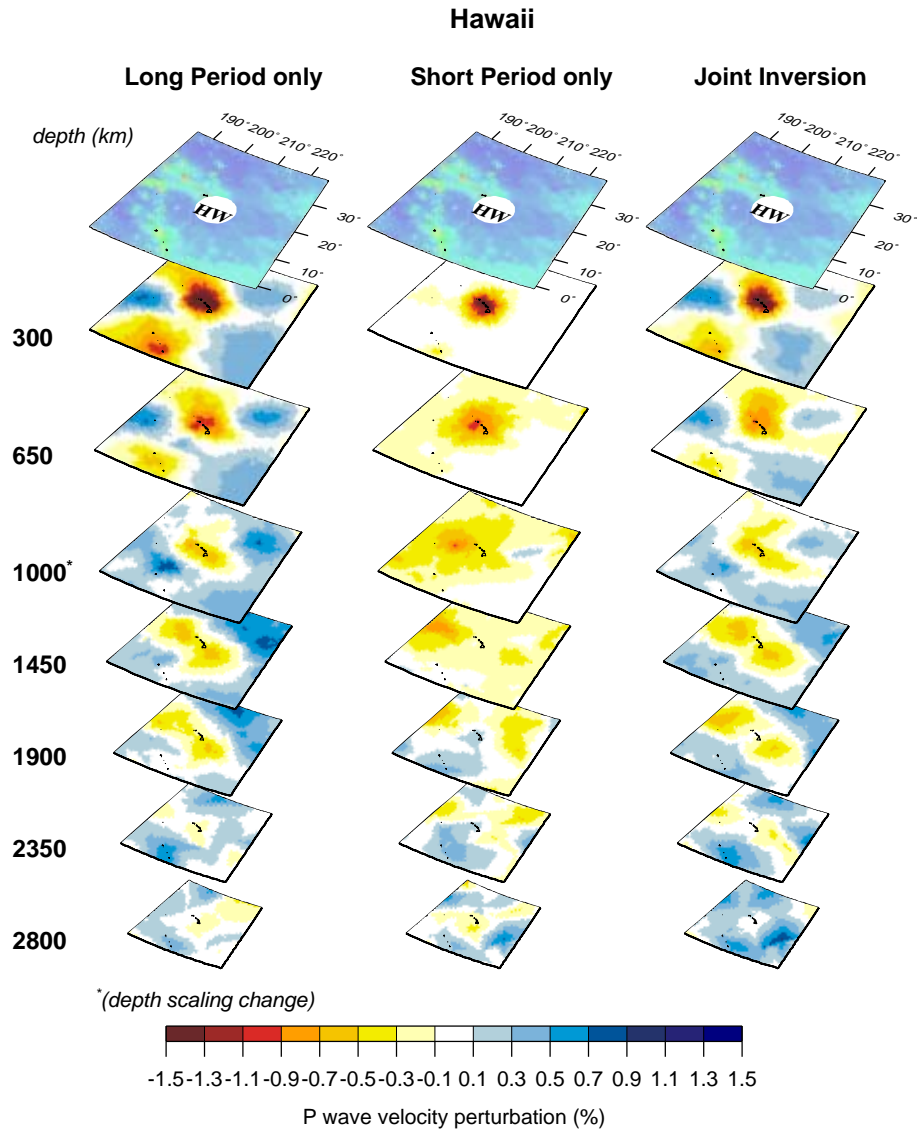 Hawaii
Long Period only
Short Period only
Joint Inversion
depth (km)
190° 200° 210° 220°
30°
20°
10°
0°
HW
190° 200° 210° 220°
30°
20°
10°
0°
HW
190° 200° 210° 220°
30°
20°
10°
0°
HW
300
650
1000*
1450
1900
2350
2800
*(depth scaling change)
-1.5 -1.3 -1.1 -0.9 -0.7 -0.5 -0.3 -0.1 0.1 0.3 0.5 0.7 0.9 1.1 1.3 1.5
P wave velocity perturbation (%)